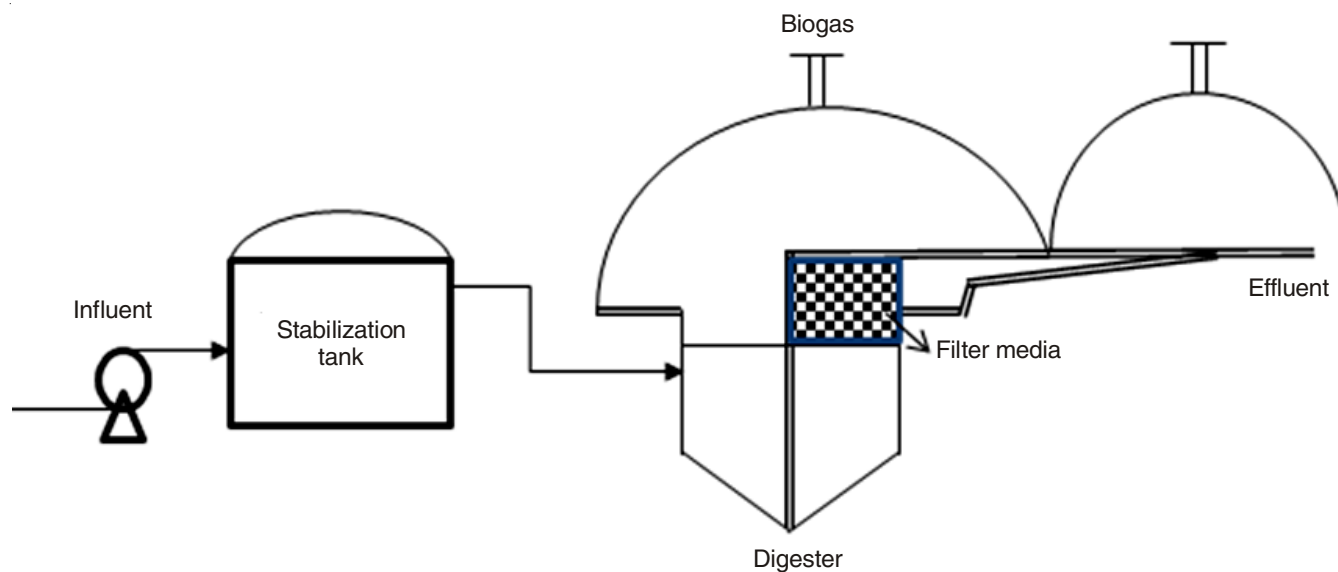 Biogas
Influent
Stabilization
tank
Effluent
Filter media
Digester